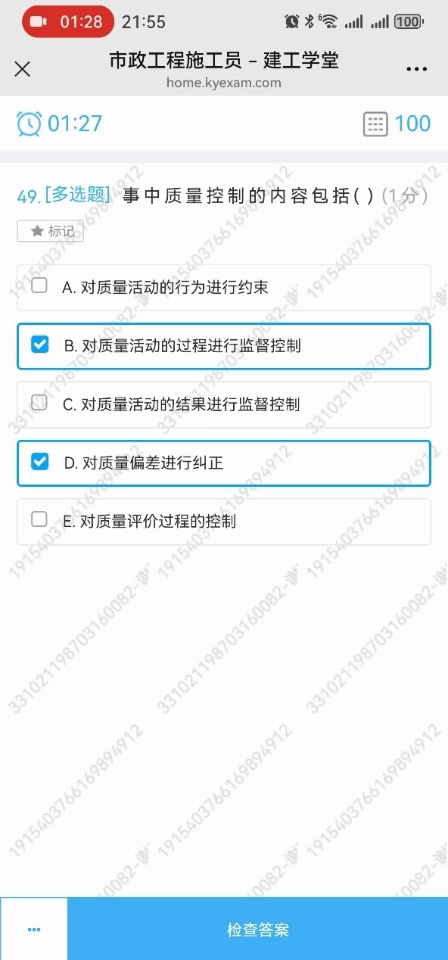 01:28 21:55 6 100
市政工程施工员 – 建工学堂
home.kyexam.com
01:27 100
49.[多选题] 事中质量控制的内容包括( ) (1分)
标记
A. 对质量活动的行为进行约束
B. 对质量活动的过程进行监督控制
C. 对质量活动的结果进行监督控制
D. 对质量偏差进行纠正
E. 对质量评价过程的控制
检查答案